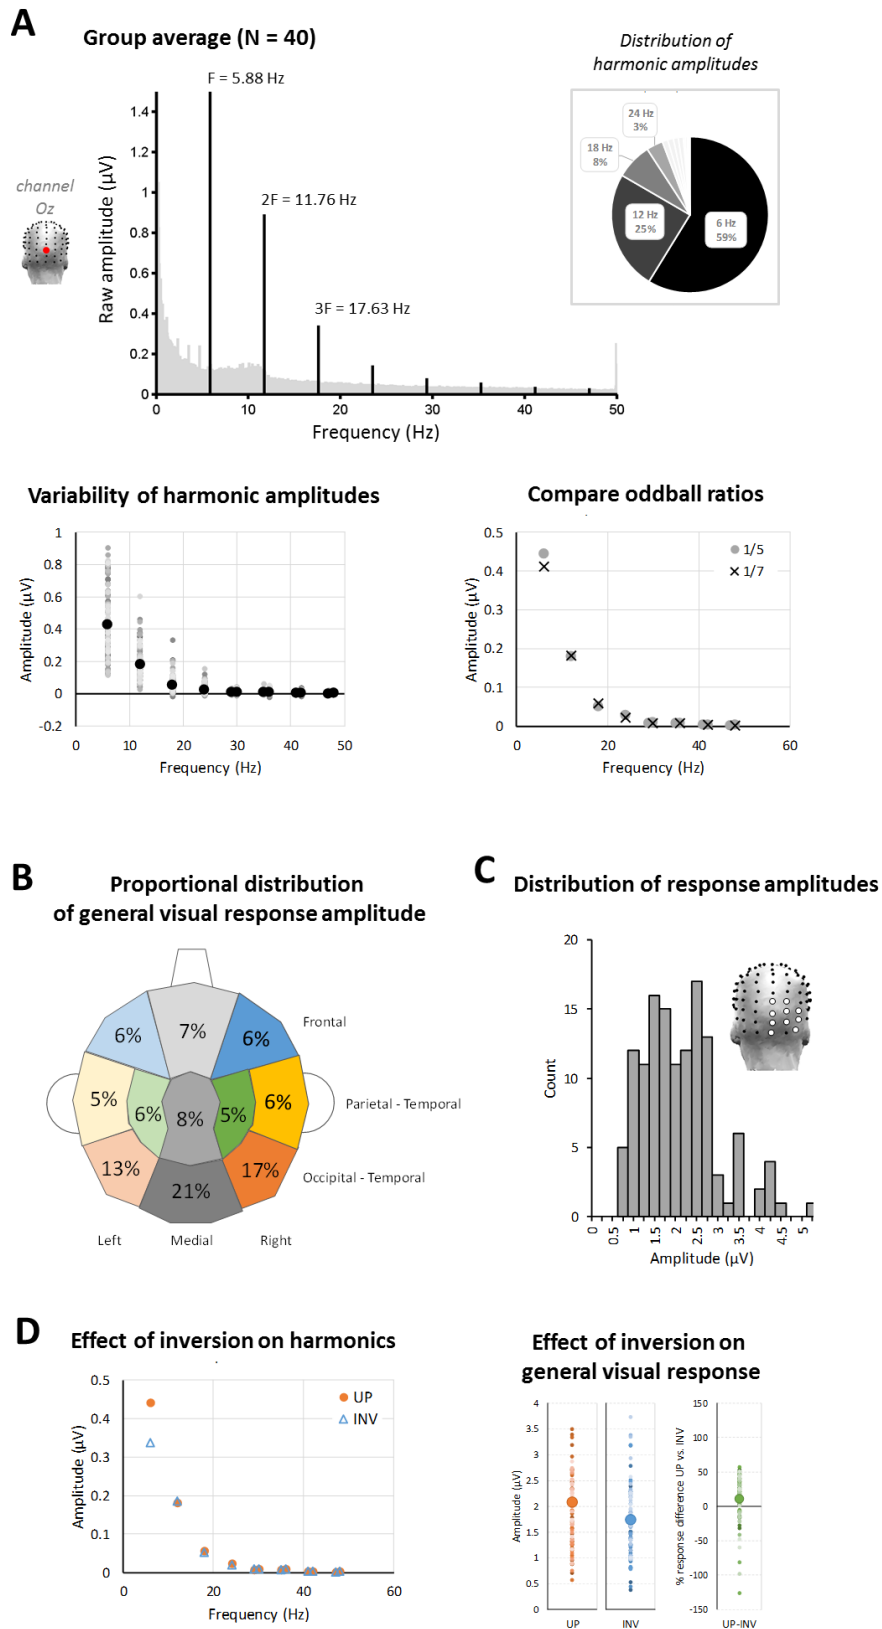 A
Group average (N = 40)
Distribution of
harmonic amplitudes
F = 5.88 Hz
2F = 11.76 Hz
3F = 17.63 Hz
channel
Oz
Raw amplitude (µV)
1.4
1.2
1
0.8
0.6
0.4
0.2
0
0 10 20 30 40 50
Frequency (Hz)
24 Hz
3%
18 Hz
8%
12 Hz
25%
6 Hz
59%
Variability of harmonic amplitudes
Amplitude (µV)
1
0.8
0.6
0.4
0.2
0
-0.2
0 10 20 30 40 50
Frequency (Hz)
Compare oddball ratios
Amplitude (µV)
0.5
0.4
0.3
0.2
0.1
0
1/5
1/7
0 20 40 60
Frequency (Hz)
B
Proportional distribution
of general visual response amplitude
6% 7% 6%
Frontal
5% 6% 8% 5% 6%
Parietal - Temporal
13% 21% 17%
Occipital - Temporal
Left Medial Right
C
Distribution of response amplitudes
Count
20
15
10
5
0
0 0.5 1 1.5 2 2.5 3 3.5 4 4.5 5
Amplitude (µV)
D
Effect of inversion on harmonics
Amplitude (µV)
0.5
0.4
0.3
0.2
0.1
0
UP
INV
0 20 40 60
Frequency (Hz)
Effect of inversion on
general visual response
Amplitude (µV)
4
3.5
3
2.5
2
1.5
1
0.5
0
UP INV
% response difference UP vs. INV
150
100
50
0
-50
-100
-150
UP-INV